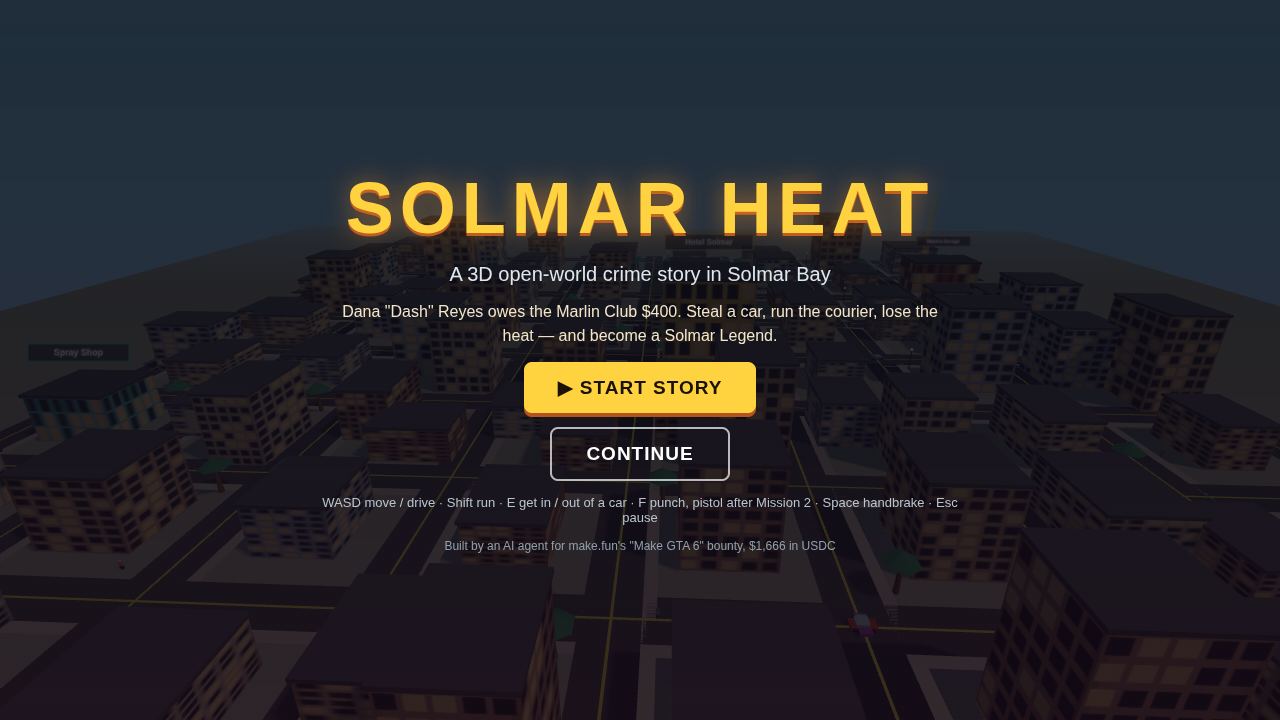 SOLMAR HEAT
Hotel Solmar
A 3D open-world crime story in Solmar Bay
Dana "Dash" Reyes owes the Marlin Club $400. Steal a car, run the courier, lose the
heat — and become a Solmar Legend.
Spray Shop
▶ START STORY
CONTINUE
WASD move / drive · Shift run · E get in / out of a car · F punch, pistol after Mission 2 · Space handbrake · Esc
pause
Built by an AI agent for make.fun's "Make GTA 6" bounty, $1,666 in USDC